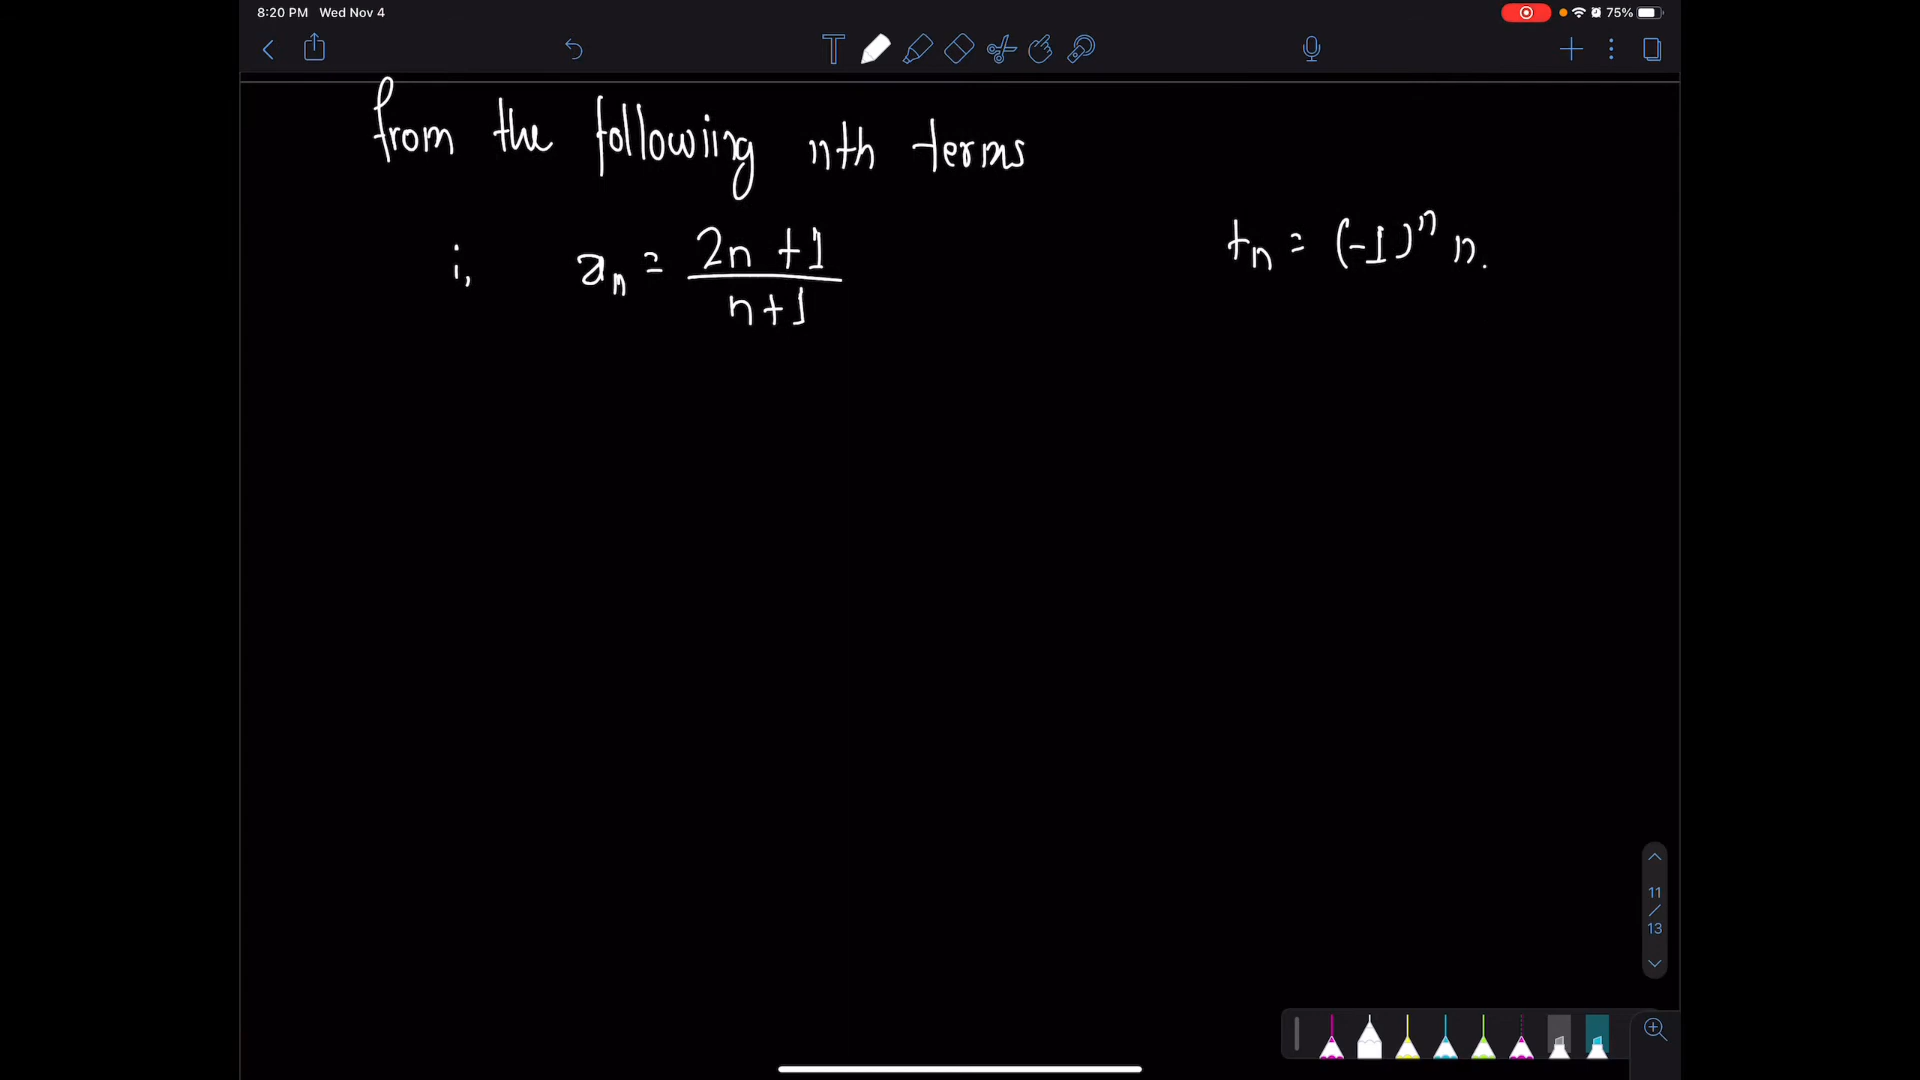 8:20 PM Wed Nov 4
75%
from the followiing nth terms
i, aₙ = (2n + 1)/(n + 1)
tₙ = (-1)ⁿ n.
11
/
13